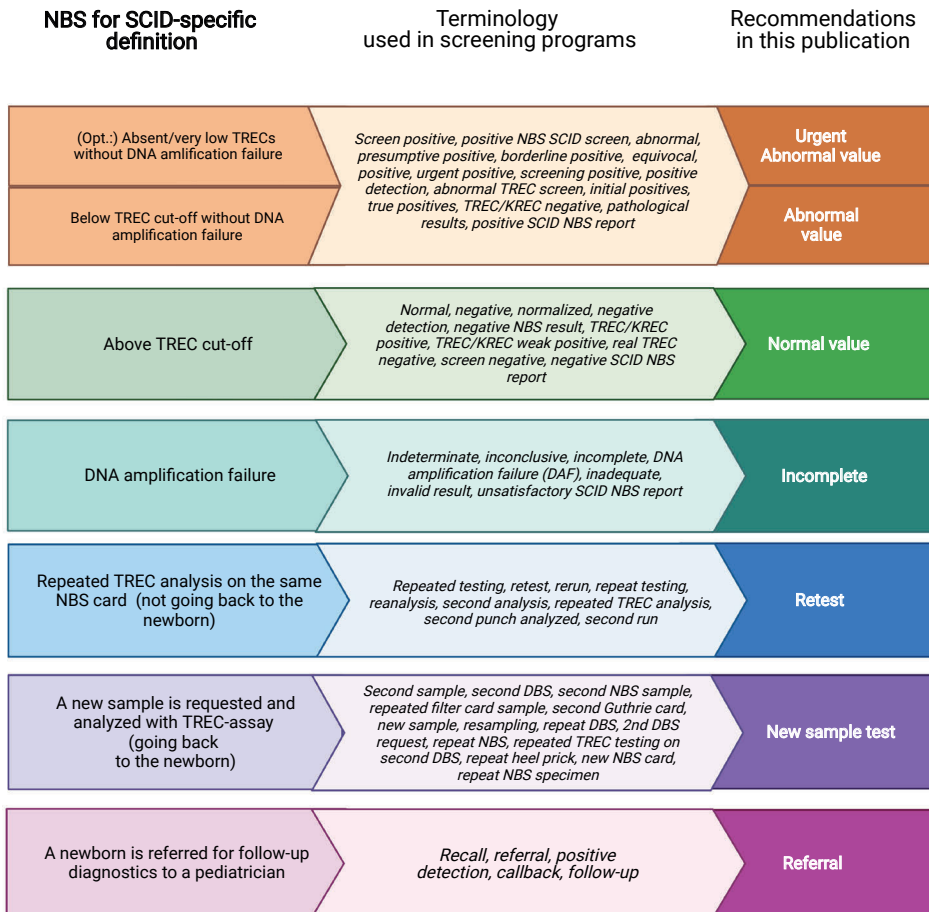 NBS for SCID-specific
definition
Terminology
used in screening programs
Recommendations
in this publication
(Opt.:) Absent/very low TRECs
without DNA amlification failure
Below TREC cut-off without DNA
amplification failure
Screen positive, positive NBS SCID screen, abnormal,
presumptive positive, borderline positive, equivocal,
positive, urgent positive, screening positive, positive
detection, abnormal TREC screen, initial positives,
true positives, TREC/KREC negative, pathological
results, positive SCID NBS report
Urgent
Abnormal value
Abnormal
value
Above TREC cut-off
Normal, negative, normalized, negative
detection, negative NBS result, TREC/KREC
positive, TREC/KREC weak positive, real TREC
negative, screen negative, negative SCID NBS
report
Normal value
DNA amplification failure
Indeterminate, inconclusive, incomplete, DNA
amplification failure (DAF), inadequate,
invalid result, unsatisfactory SCID NBS report
Incomplete
Repeated TREC analysis on the same
NBS card (not going back to the
newborn)
Repeated testing, retest, rerun, repeat testing,
reanalysis, second analysis, repeated TREC analysis,
second punch analyzed, second run
Retest
A new sample is requested and
analyzed with TREC-assay
(going back
to the newborn)
Second sample, second DBS, second NBS sample,
repeated filter card sample, second Guthrie card,
new sample, resampling, repeat DBS, 2nd DBS
request, repeat NBS, repeated TREC testing on
second DBS, repeat heel prick, new NBS card,
repeat NBS specimen
New sample test
A newborn is referred for follow-up
diagnostics to a pediatrician
Recall, referral, positive
detection, callback, follow-up
Referral